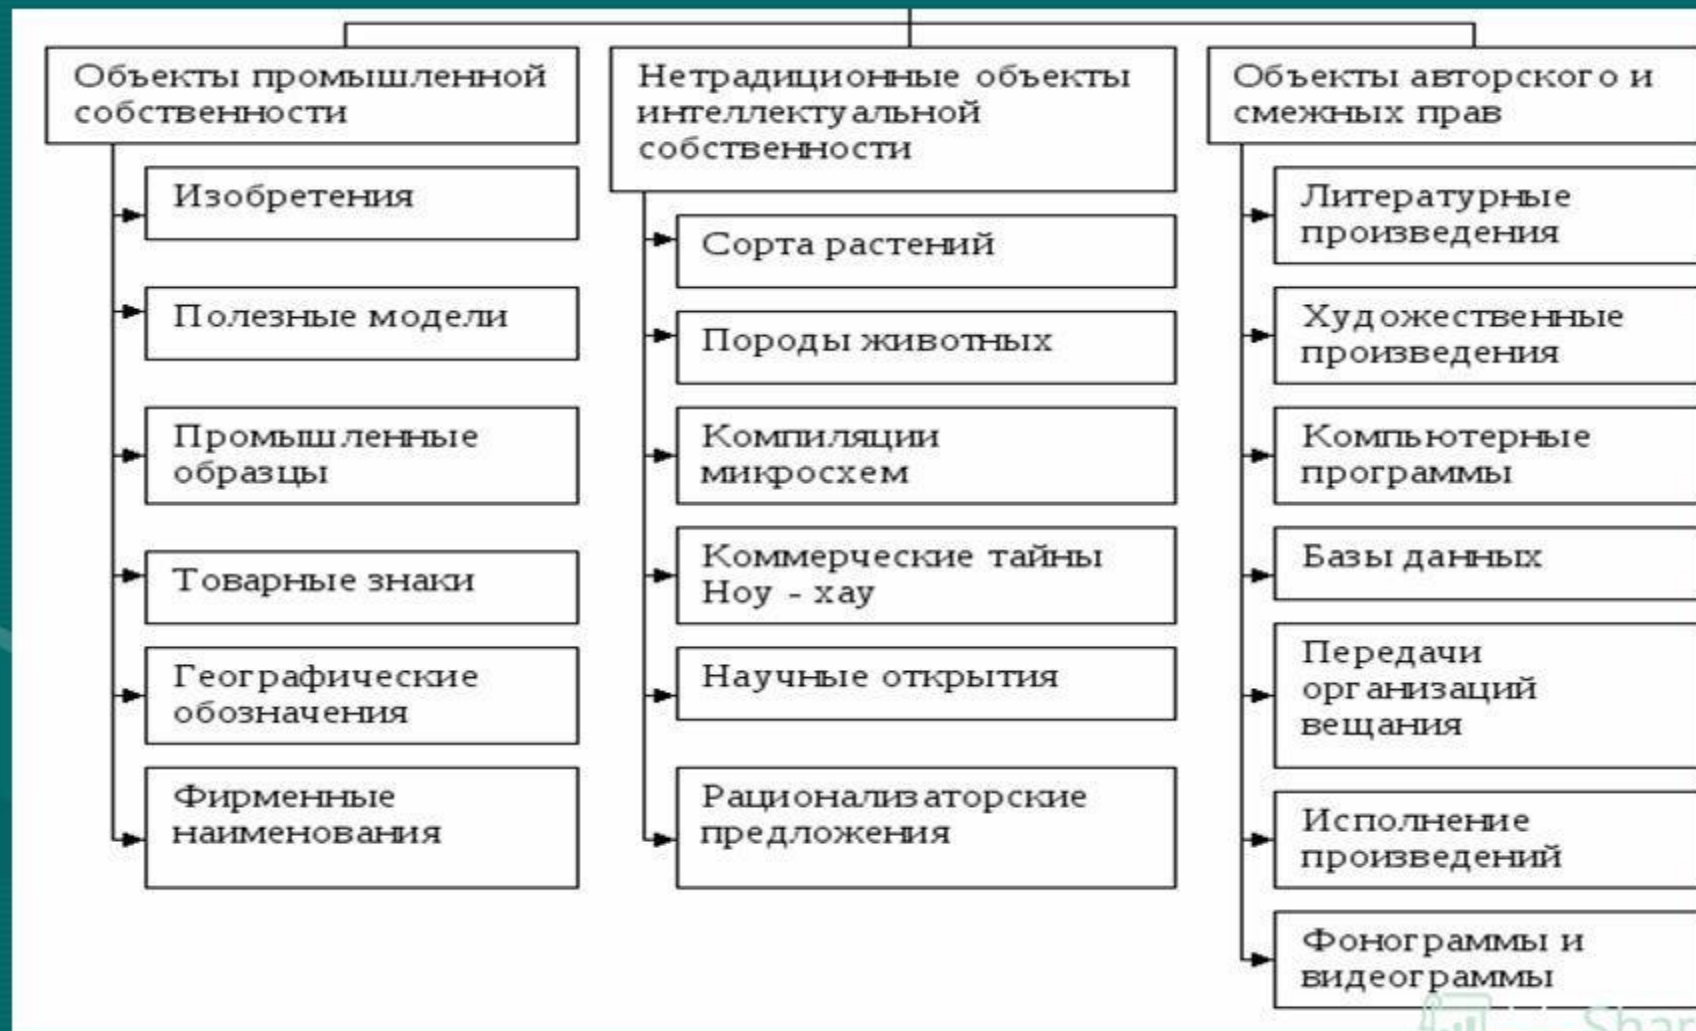 Объекты промышленной
собственности
Изобретения
Полезные модели
Промышленные
образцы
Товарные знаки
Географические
обозначения
Фирменные
наименования
Нетрадиционные объекты
интеллектуальной
собственности
Сорта растений
Породы животных
Компиляции
микросхем
Коммерческие тайны
Ноу - хау
Научные открытия
Рационализаторские
предложения
Объекты авторского и
смежных прав
Литературные
произведения
Художественные
произведения
Компьютерные
программы
Базы данных
Передачи
организаций
вещания
Исполнение
произведений
Фонограммы и
видеограммы